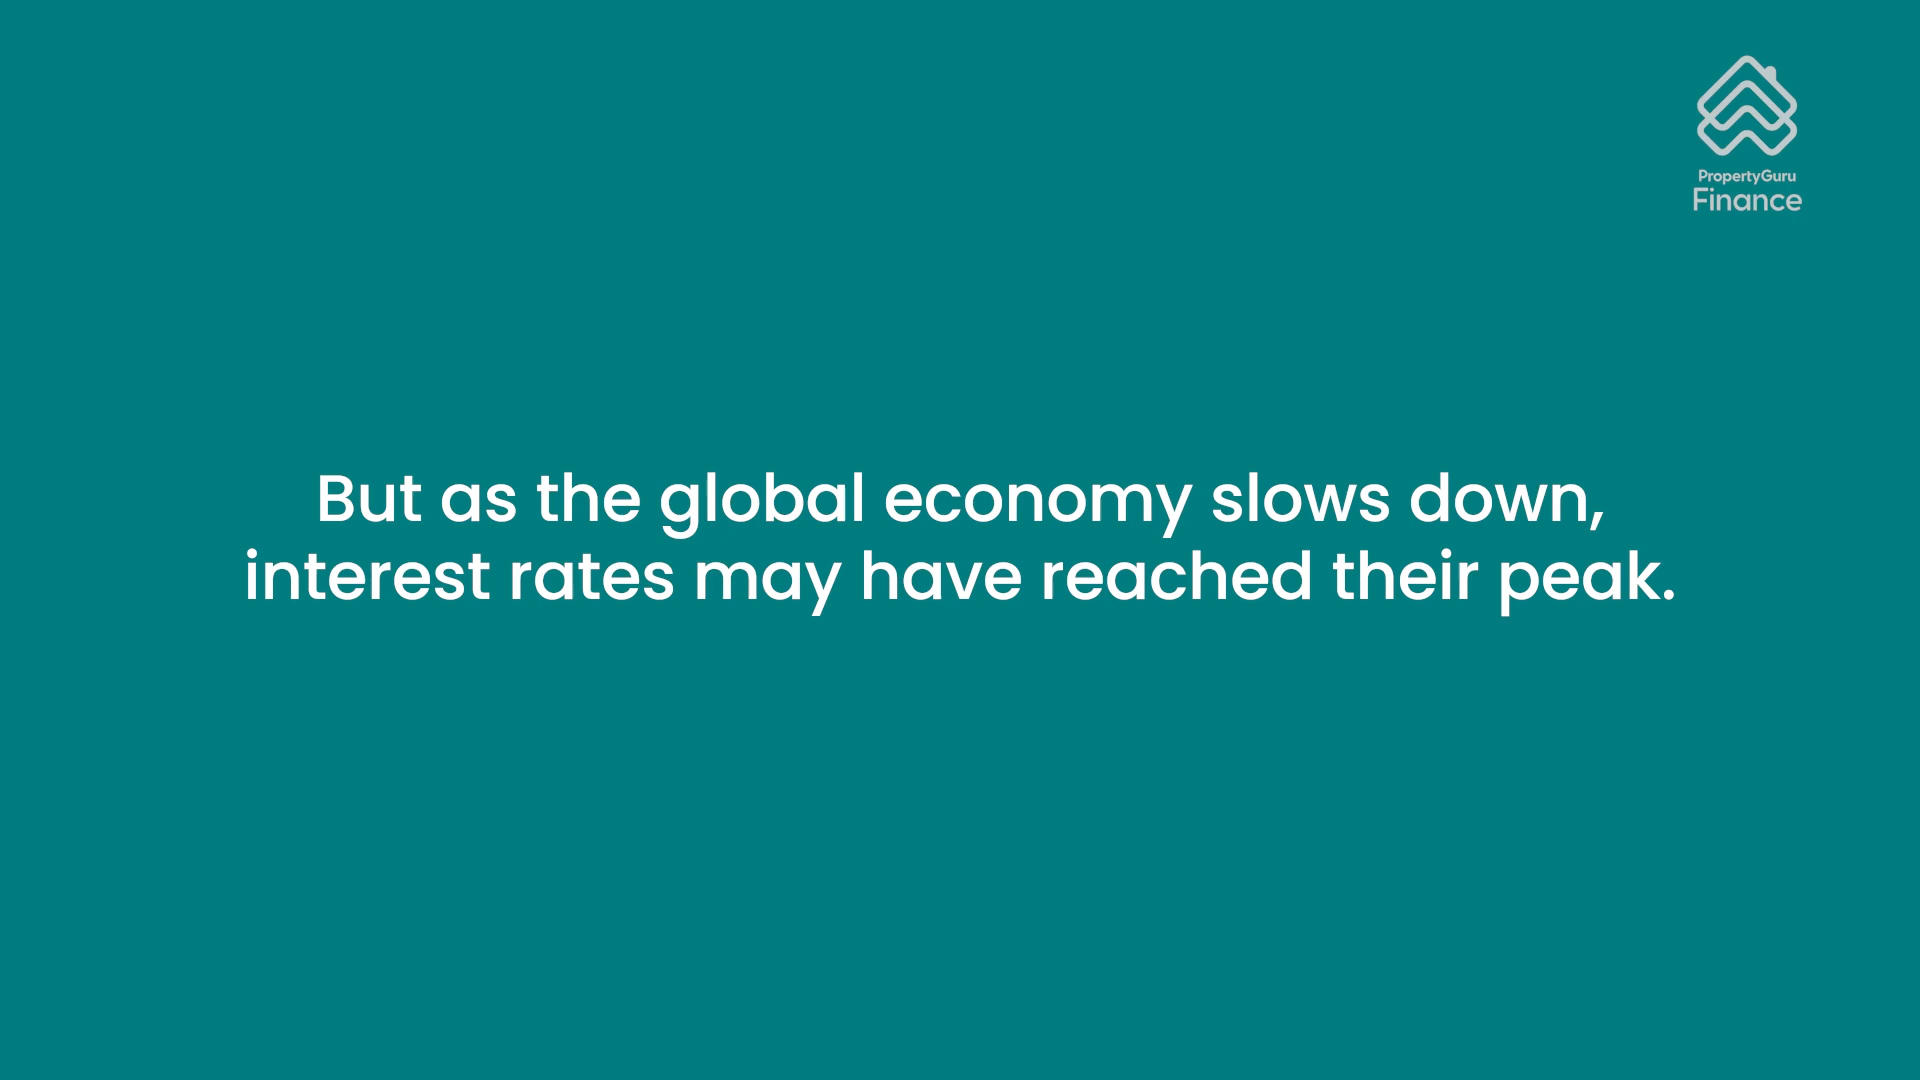 PropertyGuru
Finance
But as the global economy slows down,
interest rates may have reached their peak.